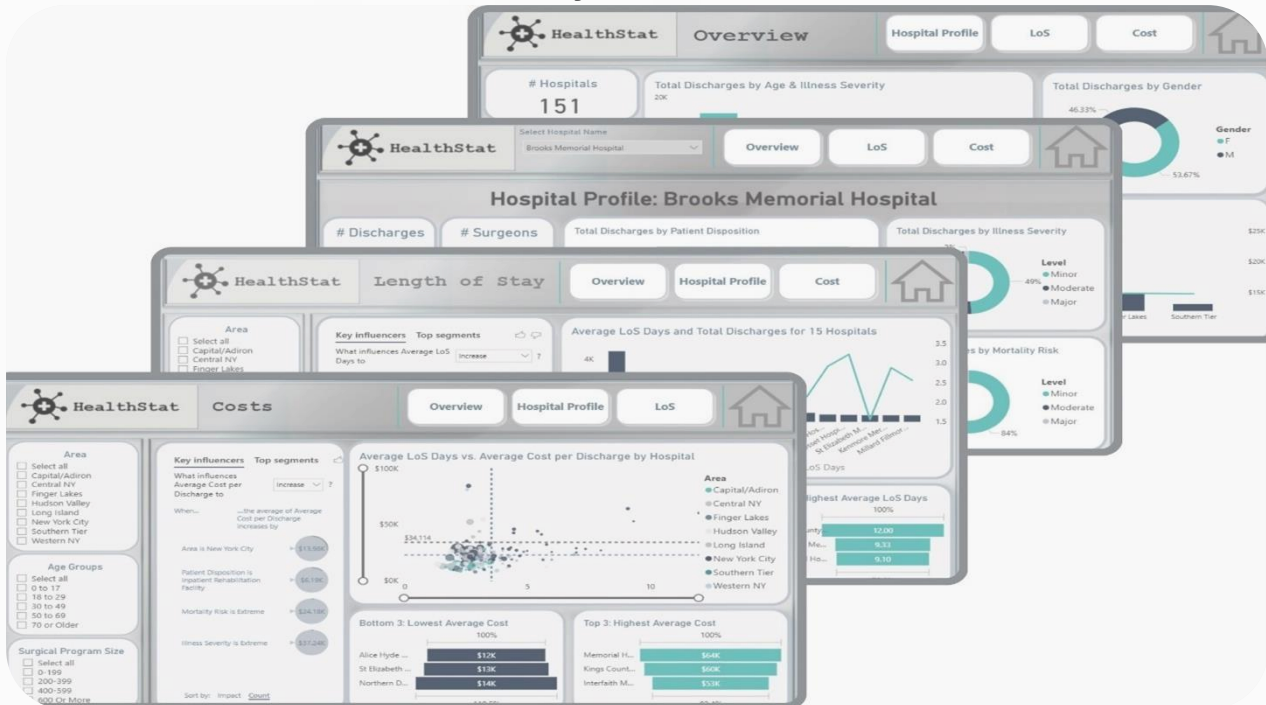 HealthStat
Overview
Hospital Profile
LoS
Cost
# Hospitals
151
Total Discharges by Age & Illness Severity
20K
Total Discharges by Gender
46.33%
53.67%
Gender
F
M
$25K
$20K
$15K
Southern Tier
HealthStat
Select Hospital Name
Brooks Memorial Hospital
Overview
LoS
Cost
Hospital Profile: Brooks Memorial Hospital
# Discharges
# Surgeons
Total Discharges by Patient Disposition
Total Discharges by Illness Severity
49%
Level
Minor
Moderate
Major
es by Mortality Risk
84%
Level
Minor
Moderate
Major
HealthStat
Length of Stay
Overview
Hospital Profile
Cost
Area
Select all
Capital/Adiron
Central NY
Finger Lakes
Key influencers Top segments
What influences Average LoS
Days to
Increase
?
Average LoS Days and Total Discharges for 15 Hospitals
4K
3.5
3.0
2.5
2.0
1.5
St Elizabeth M...
Kenmore Mer...
Millard Fillmor...
LoS Days
ighest Average LoS Days
100%
12.00
9.33
9.10
HealthStat
Costs
Overview
Hospital Profile
LoS
Area
Select all
Capital/Adiron
Central NY
Finger Lakes
Hudson Valley
Long Island
New York City
Southern Tier
Western NY
Age Groups
Select all
0 to 17
18 to 29
30 to 49
50 to 69
70 or Older
Surgical Program Size
Select all
0-199
200-399
400-599
600 Or More
Key influencers Top segments
What influences
Average Cost per
Discharge to
Increase
?
When...
...the average of Average
Cost per Discharge
increases by
Area is New York City
Patient Disposition is
Inpatient Rehabilitation
Facility
Mortality Risk is Extreme
Illness Severity is Extreme
Sort by: Impact Count
Average LoS Days vs. Average Cost per Discharge by Hospital
$100K
$50K
$34,114
$0K
0
5
10
Area
Capital/Adiron
Central NY
Finger Lakes
Hudson Valley
Long Island
New York City
Southern Tier
Western NY
Bottom 3: Lowest Average Cost
100%
Alice Hyde ...
$12K
St Elizabeth ...
$13K
Northern D...
$14K
Top 3: Highest Average Cost
100%
Memorial H...
$64K
Kings Count...
$60K
Interfaith M...
$53K